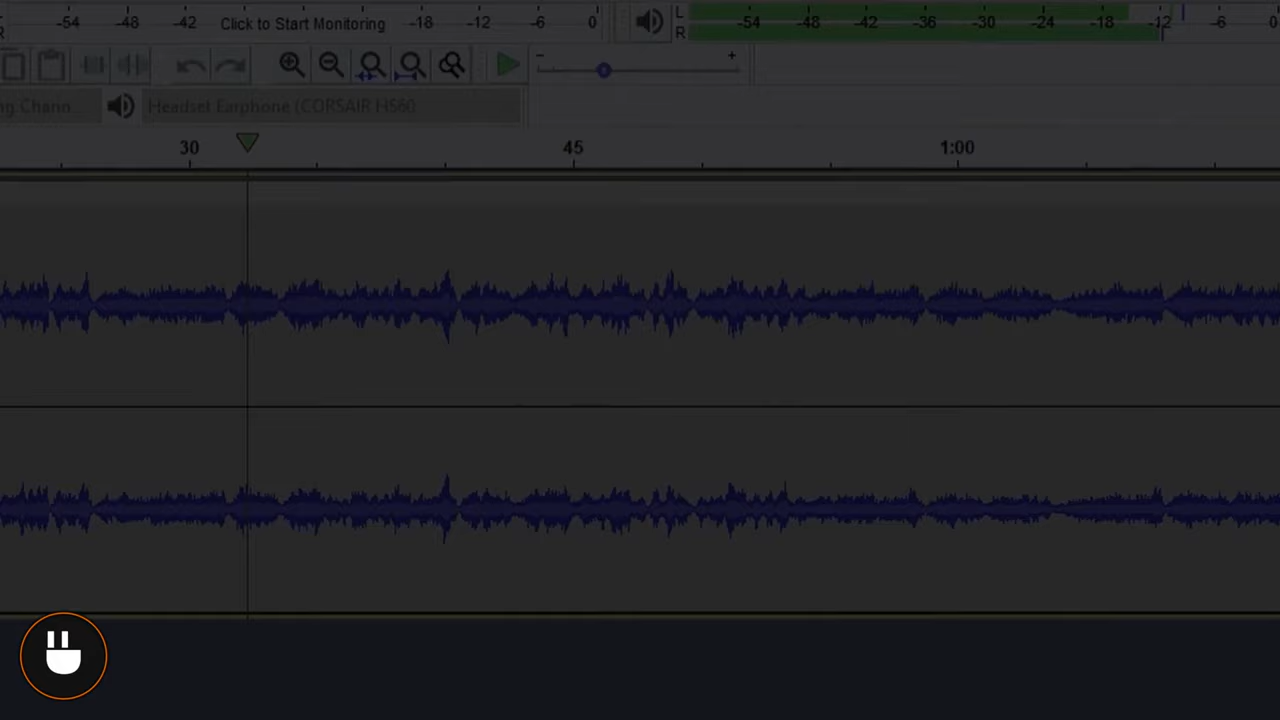 -54 -48 -42 Click to Start Monitoring -18 -12 -6 0
L
R
-54 -48 -42 -36 -30 -24 -18 -12 -6 0
- +
ng Chann... Headset Earphone (CORSAIR HS60
30 45 1:00